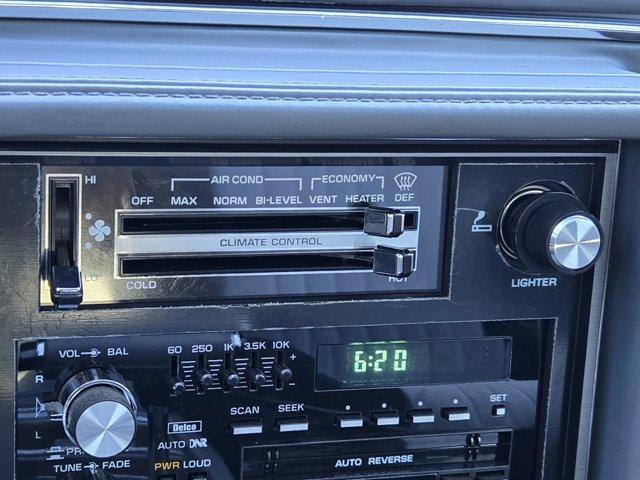 HI
AIR COND
ECONOMY
OFF MAX NORM BI-LEVEL VENT HEATER DEF
CLIMATE CONTROL
LO
COLD HOT
LIGHTER
VOL BAL
60 250 1K 3.5K 10K
+
-
6:20
R
L
SCAN SEEK
SET
Delco
AUTO DNR
TUNE FADE
PWR LOUD
AUTO REVERSE